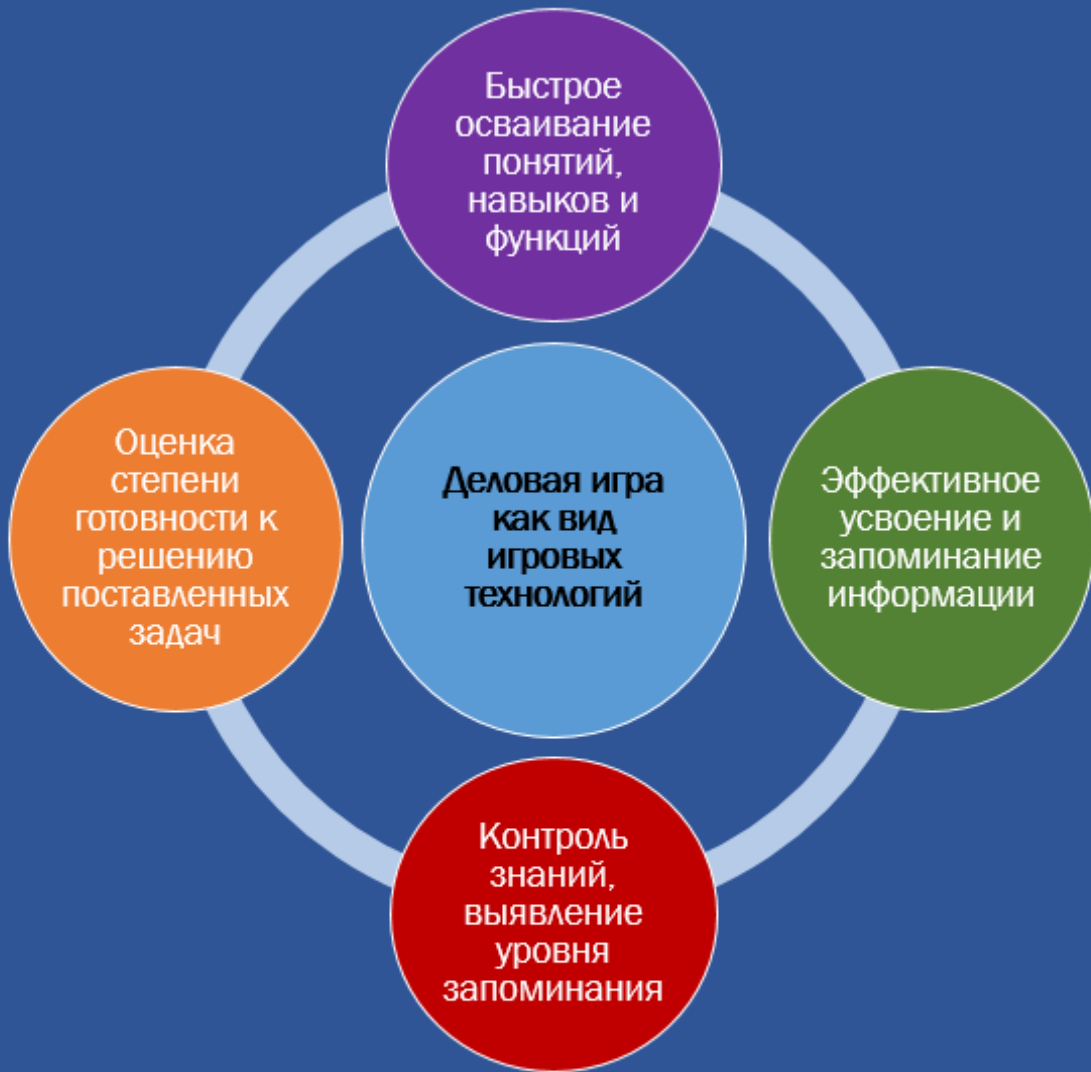 Быстрое
осваивание
понятий,
навыков и
функций
Оценка
степени
готовности к
решению
поставленных
задач
Деловая игра
как вид
игровых
технологий
Эффективное
усвоение и
запоминание
информации
Контроль
знаний,
выявление
уровня
запоминания